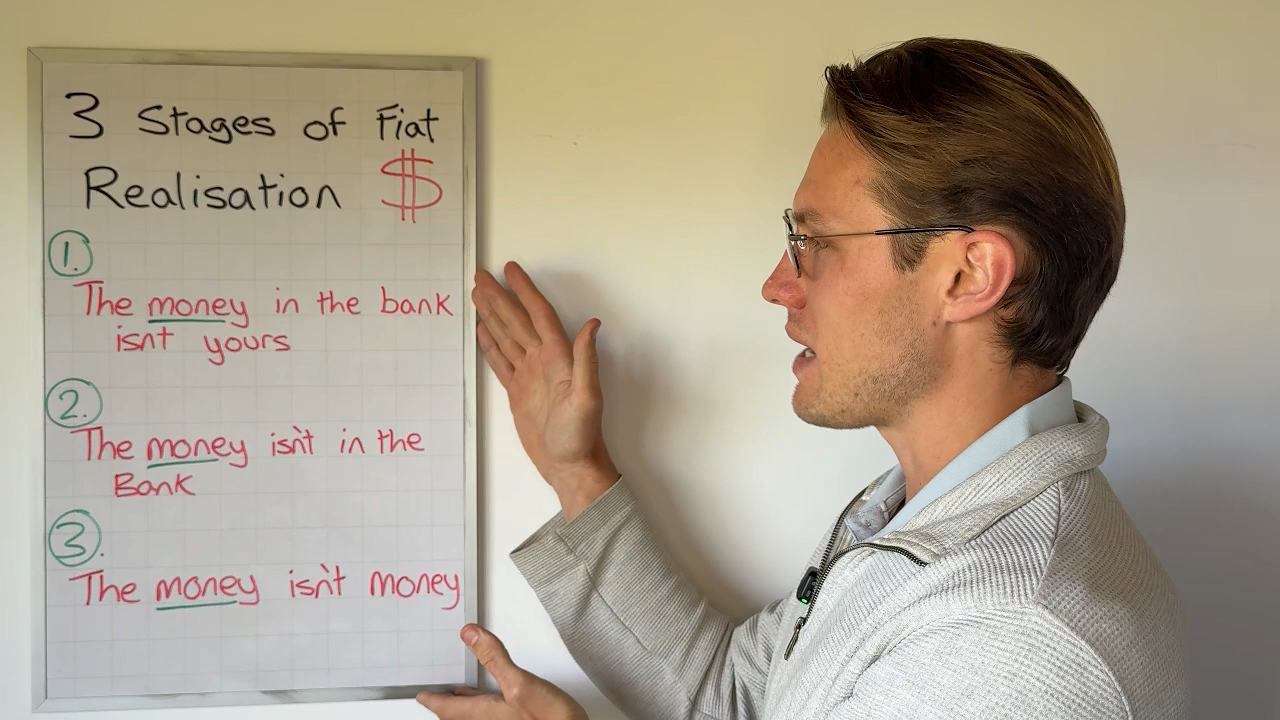 3 Stages of Fiat
Realisation $
1.
The money in the bank
isnt yours
2.
The money isn't in the
Bank
3.
The money isn't money